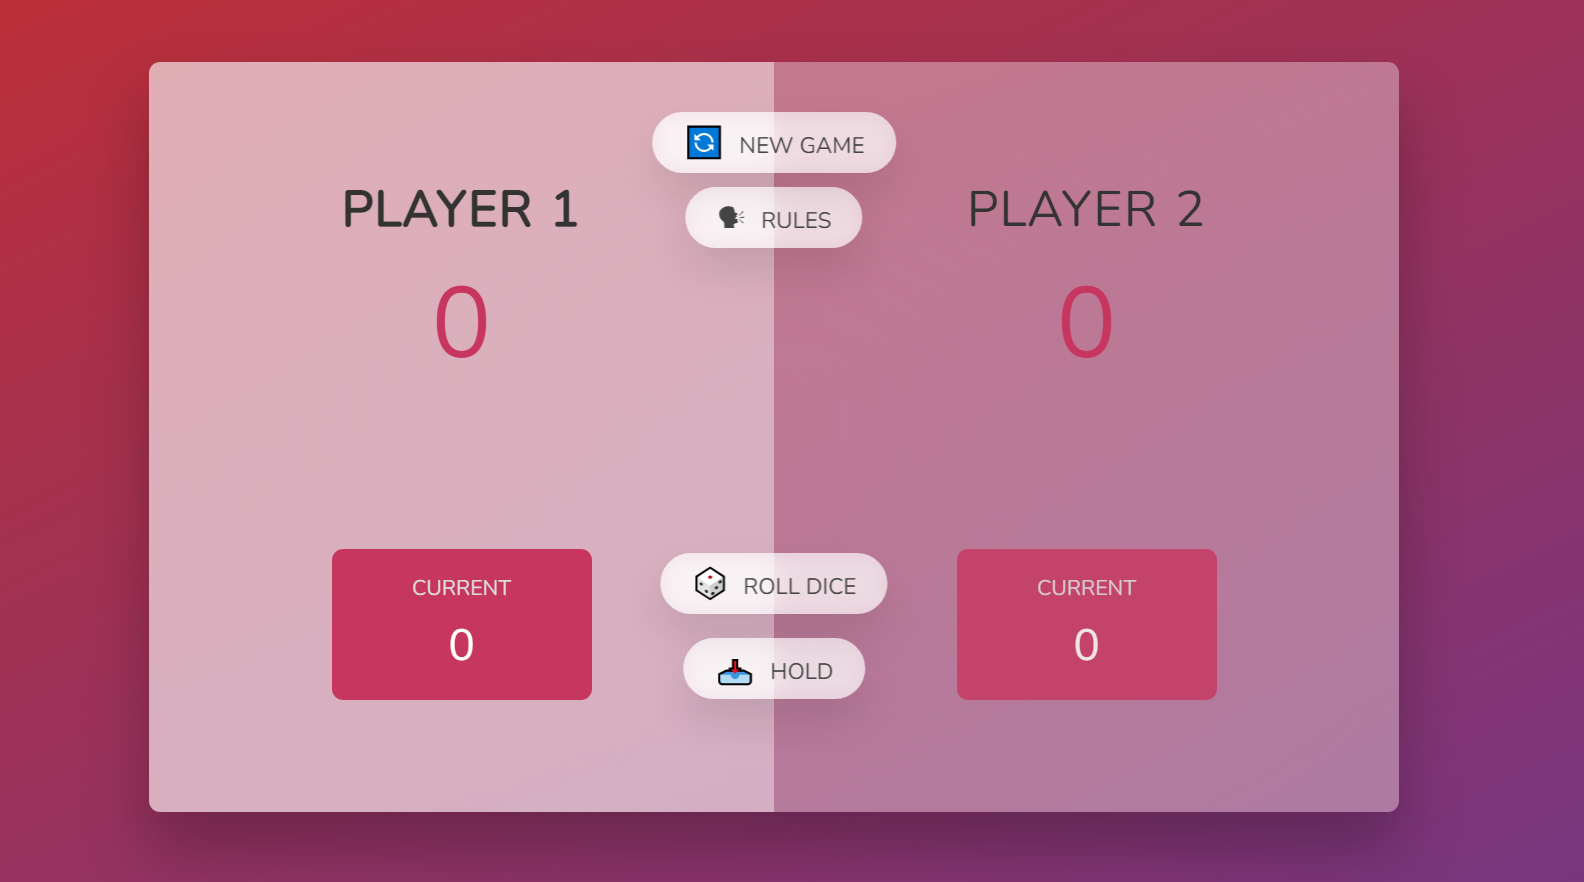 NEW GAME
PLAYER 1
RULES
PLAYER 2
0
0
CURRENT
0
ROLL DICE
HOLD
CURRENT
0